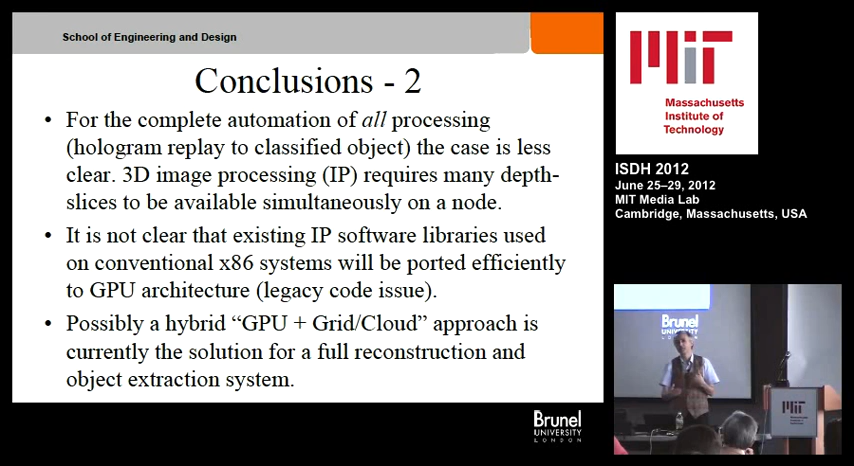 School of Engineering and Design
Conclusions - 2
• For the complete automation of all processing
(hologram replay to classified object) the case is less
clear. 3D image processing (IP) requires many depth-
slices to be available simultaneously on a node.
• It is not clear that existing IP software libraries used
on conventional x86 systems will be ported efficiently
to GPU architecture (legacy code issue).
• Possibly a hybrid “GPU + Grid/Cloud” approach is
currently the solution for a full reconstruction and
object extraction system.
Brunel
UNIVERSITY
LONDON
MIT
Massachusetts
Institute of
Technology
ISDH 2012
June 25–29, 2012
MIT Media Lab
Cambridge, Massachusetts, USA
Brunel
UNIVERSITY
LONDON
MIT